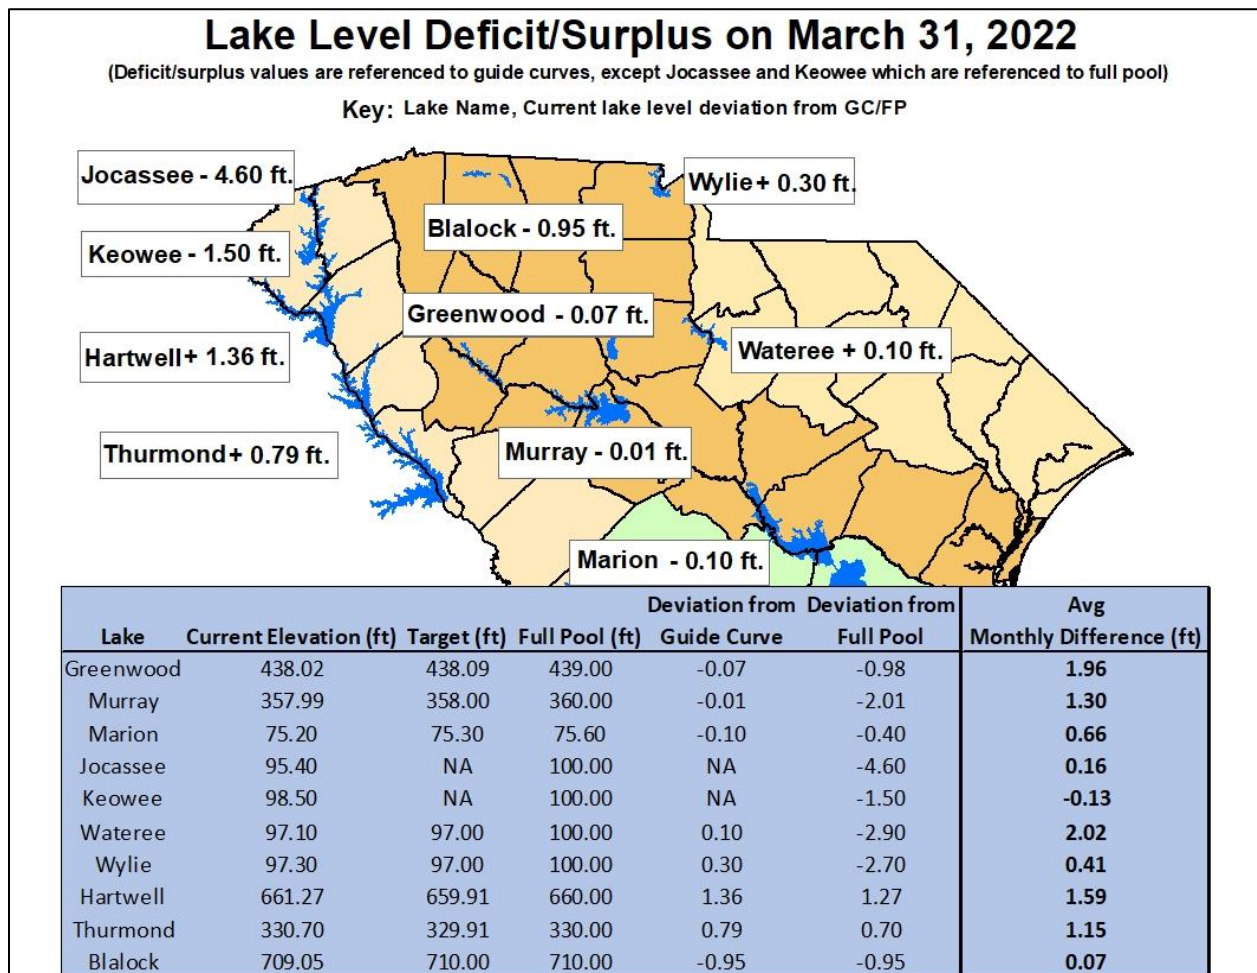 Lake Level Deficit/Surplus on March 31, 2022
(Deficit/surplus values are referenced to guide curves, except Jocassee and Keowee which are referenced to full pool)
Key: Lake Name, Current lake level deviation from GC/FP
Jocassee - 4.60 ft.
Wylie + 0.30 ft.
Blalock - 0.95 ft.
Keowee - 1.50 ft.
Greenwood - 0.07 ft.
Hartwell + 1.36 ft.
Wateree + 0.10 ft.
Thurmond + 0.79 ft.
Murray - 0.01 ft.
Marion - 0.10 ft.
Deviation from Deviation from Avg
Lake Current Elevation (ft) Target (ft) Full Pool (ft) Guide Curve Full Pool Monthly Difference (ft)
Greenwood 438.02 438.09 439.00 -0.07 -0.98 1.96
Murray 357.99 358.00 360.00 -0.01 -2.01 1.30
Marion 75.20 75.30 75.60 -0.10 -0.40 0.66
Jocassee 95.40 NA 100.00 NA -4.60 0.16
Keowee 98.50 NA 100.00 NA -1.50 -0.13
Wateree 97.10 97.00 100.00 0.10 -2.90 2.02
Wylie 97.30 97.00 100.00 0.30 -2.70 0.41
Hartwell 661.27 659.91 660.00 1.36 1.27 1.59
Thurmond 330.70 329.91 330.00 0.79 0.70 1.15
Blalock 709.05 710.00 710.00 -0.95 -0.95 0.07